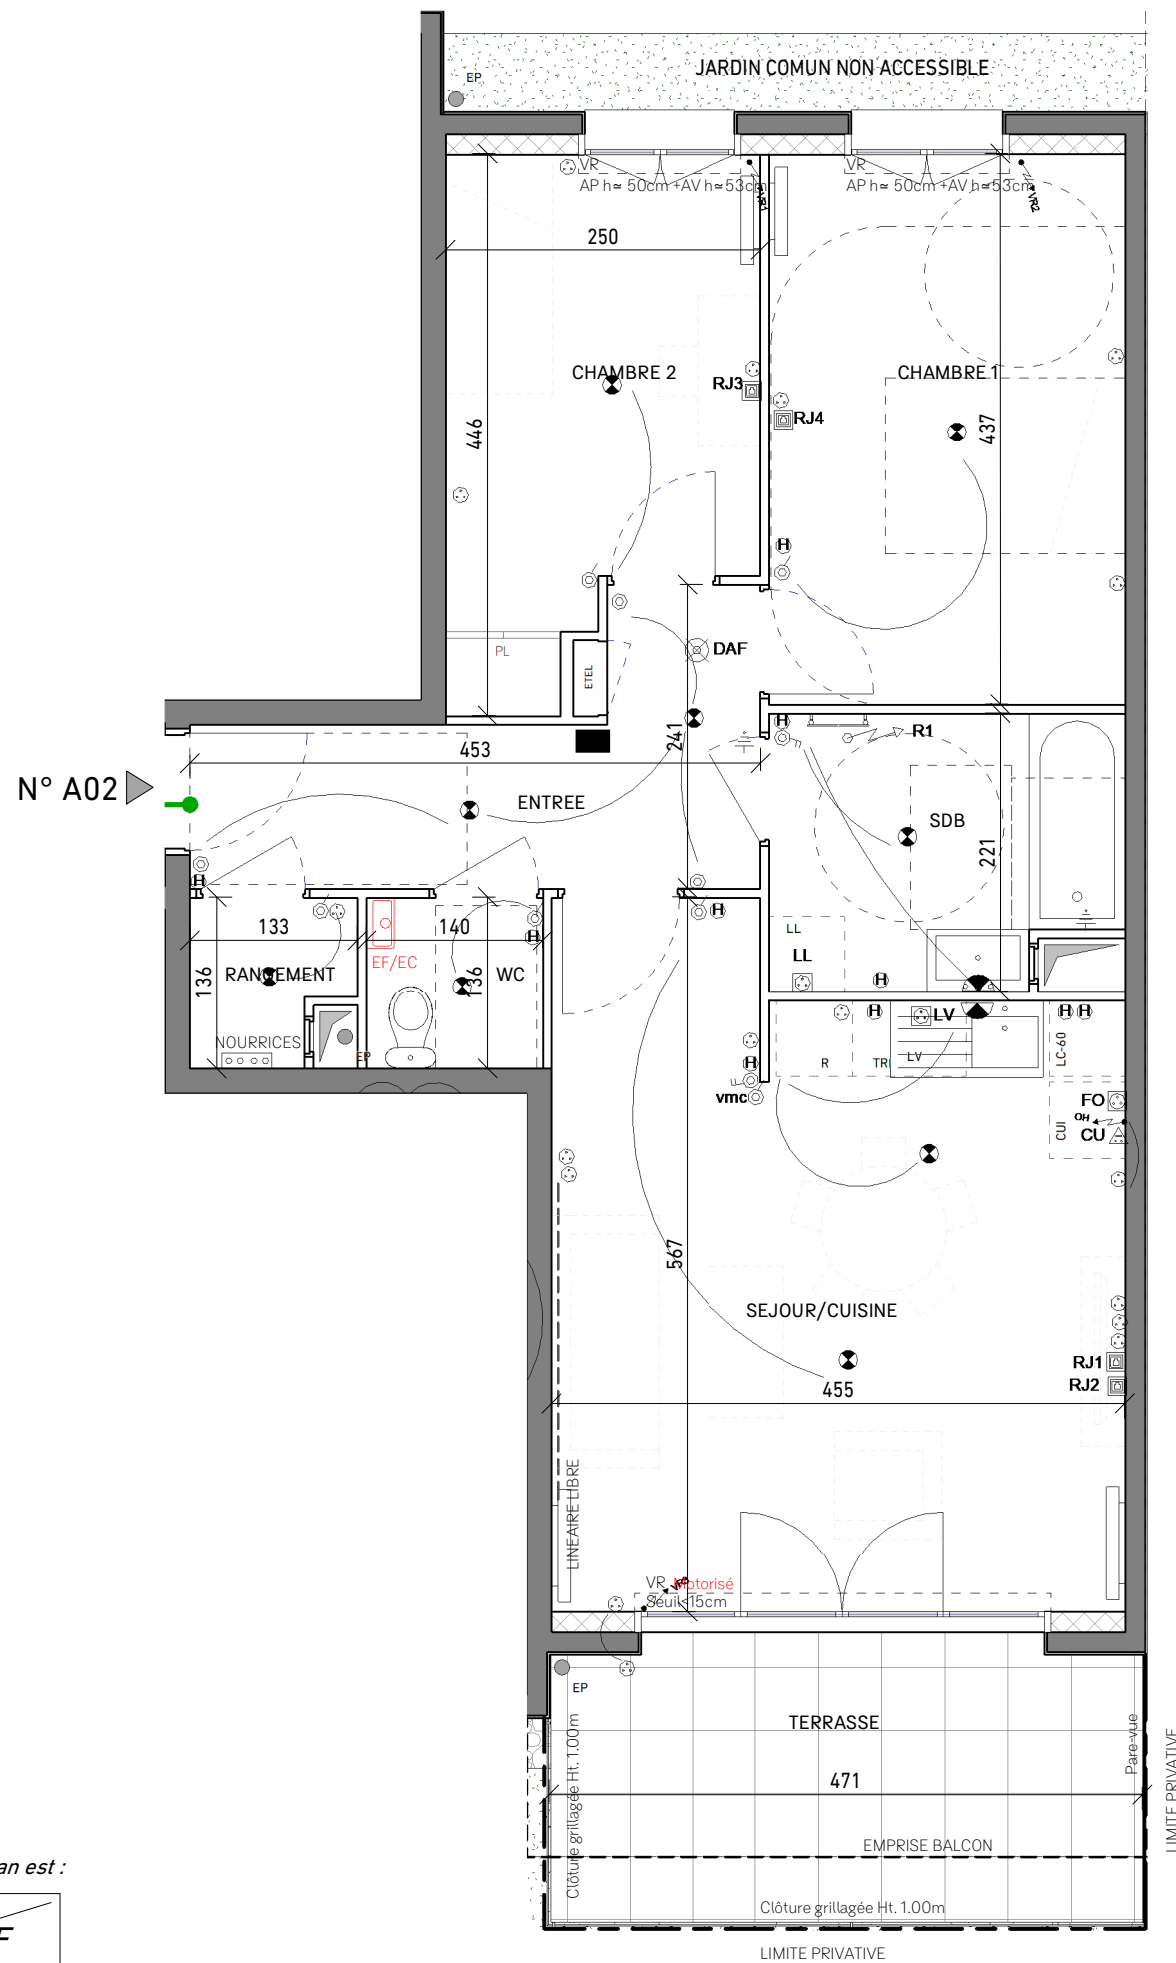 JARDIN COMUN NON ACCESSIBLE
EP
VR
AP h≃ 50cm +AV h≃53cm
VR1
VR
AP h≃ 50cm +AV h≃53cm
VR2
250
CHAMBRE 2
RJ3
CHAMBRE 1
RJ4
446
437
H
PL
ETEL
DAF
H
R1
453
241
N° A02
ENTREE
SDB
221
H
133
140
H
H
LL
LL
H
EF/EC
136
RANGEMENT
136
WC
NOURRICES
EP
H
LV
H
H
H
R
TRI
LV
LC-60
vmc
FO
OH
CUI
CU
567
SEJOUR/CUISINE
RJ1
RJ2
455
LINEAIRE LIBRE
VR Motorisé
Seuil<15cm
EP
TERRASSE
Clôture grillagée Ht. 1.00m
Pare-vue
LIMITE PRIVATIVE
471
EMPRISE BALCON
an est :
Clôture grillagée Ht. 1.00m
LIMITE PRIVATIVE